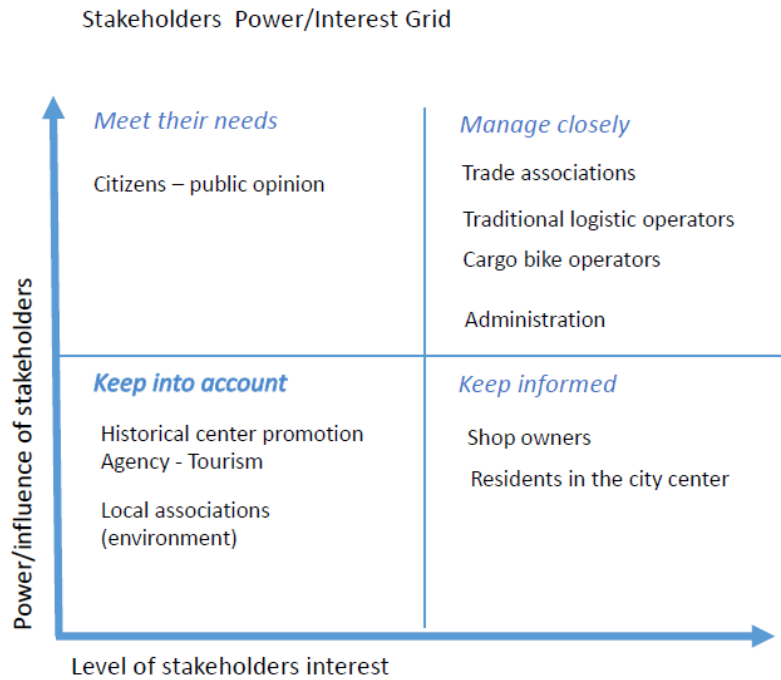 Stakeholders Power/Interest Grid
Meet their needs
Citizens – public opinion
Manage closely
Trade associations
Traditional logistic operators
Cargo bike operators
Administration
Keep into account
Historical center promotion
Agency - Tourism
Local associations
(environment)
Keep informed
Shop owners
Residents in the city center
Power/influence of stakeholders
Level of stakeholders interest